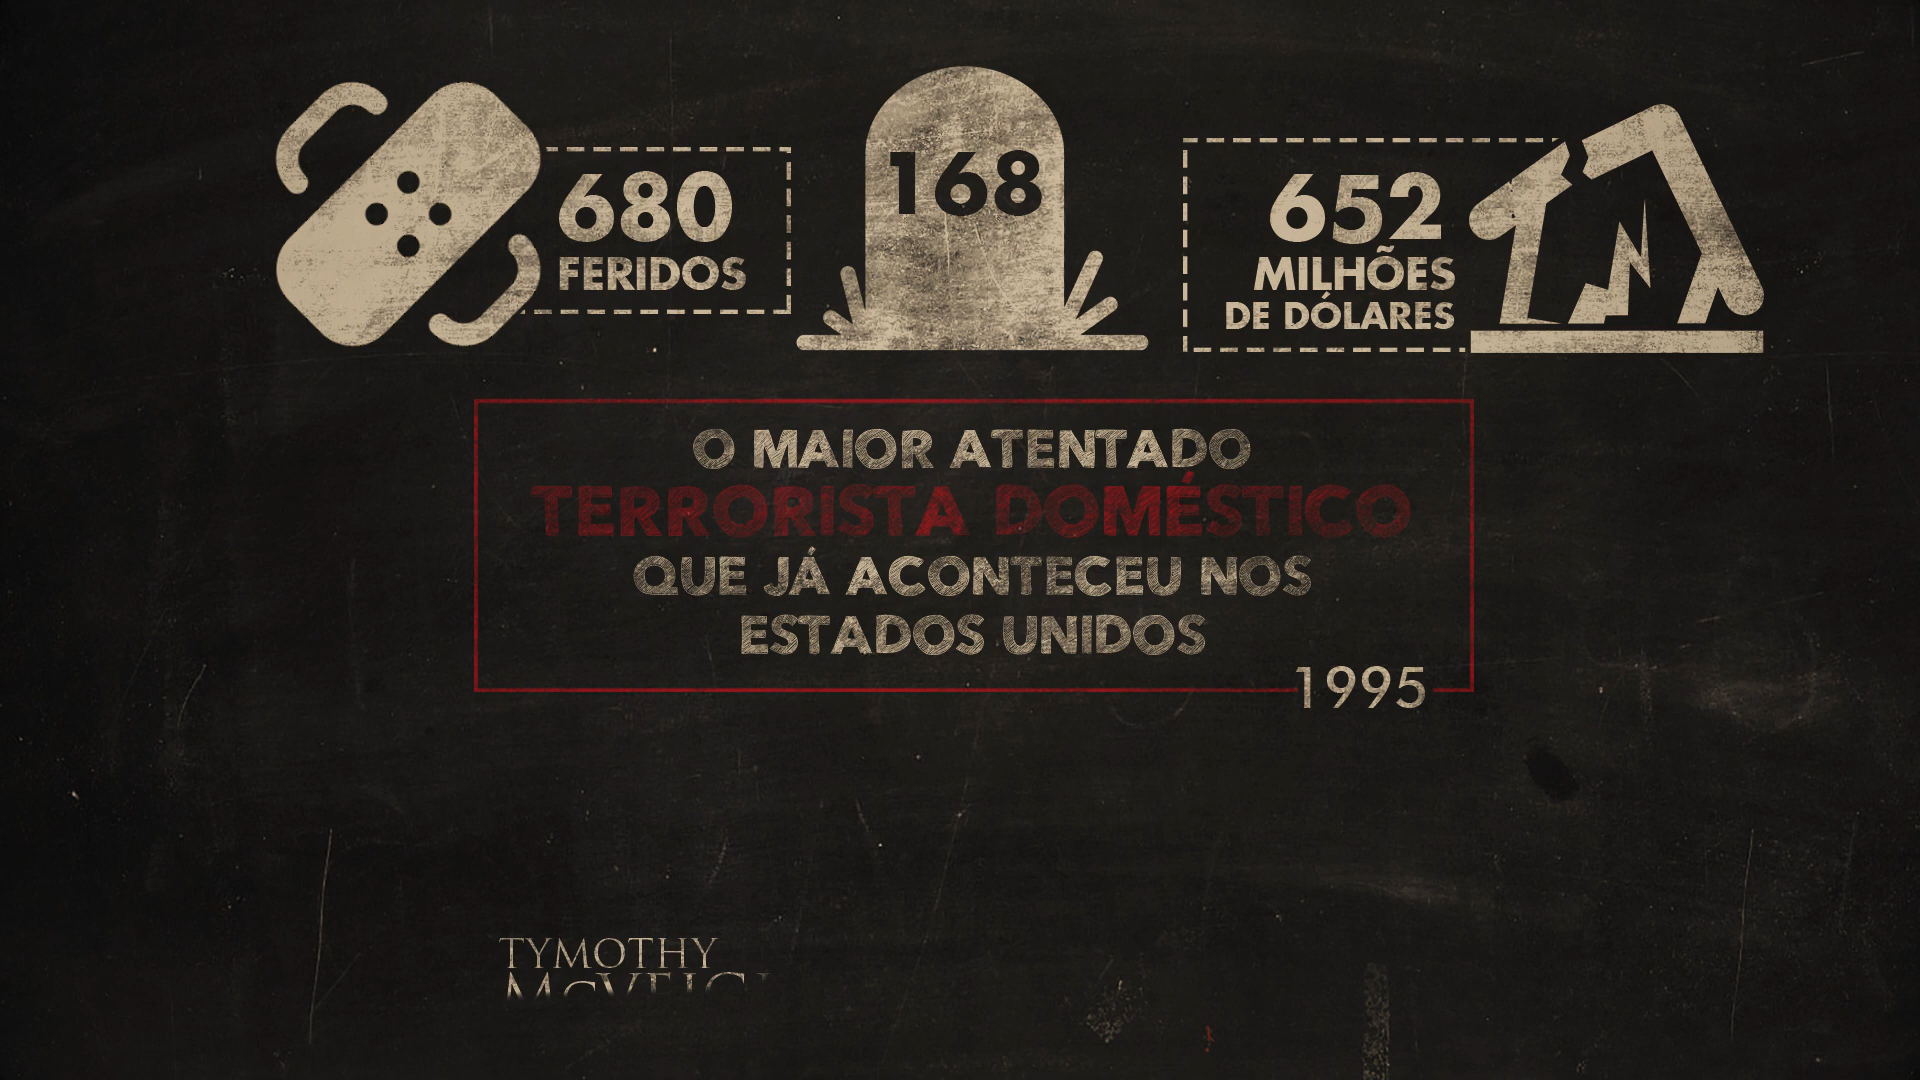 680
FERIDOS
168
652
MILHÕES
DE DÓLARES
O MAIOR ATENTADO
TERRORISTA DOMÉSTICO
QUE JÁ ACONTECEU NOS
ESTADOS UNIDOS
1995
TYMOTHY